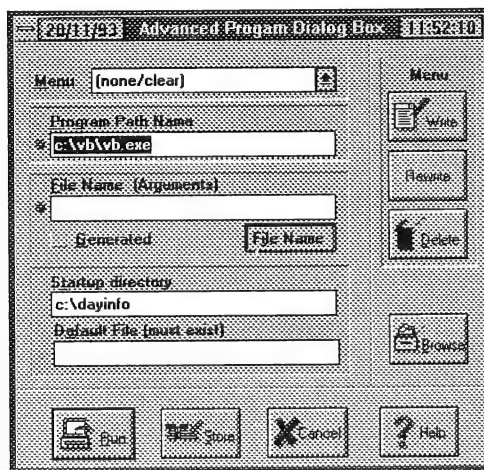 20/11/93 Advanced Progam Dialog Box 11:52:10
Menu (none/clear)
Program Path Name
c:\vb\vb.exe
File Name (Arguments)
Generated File Name
Startup directory
c:\dayinfo
Default File (must exist)
Menu
Write
Rewrite
Delete
Browse
Run Store Cancel Help